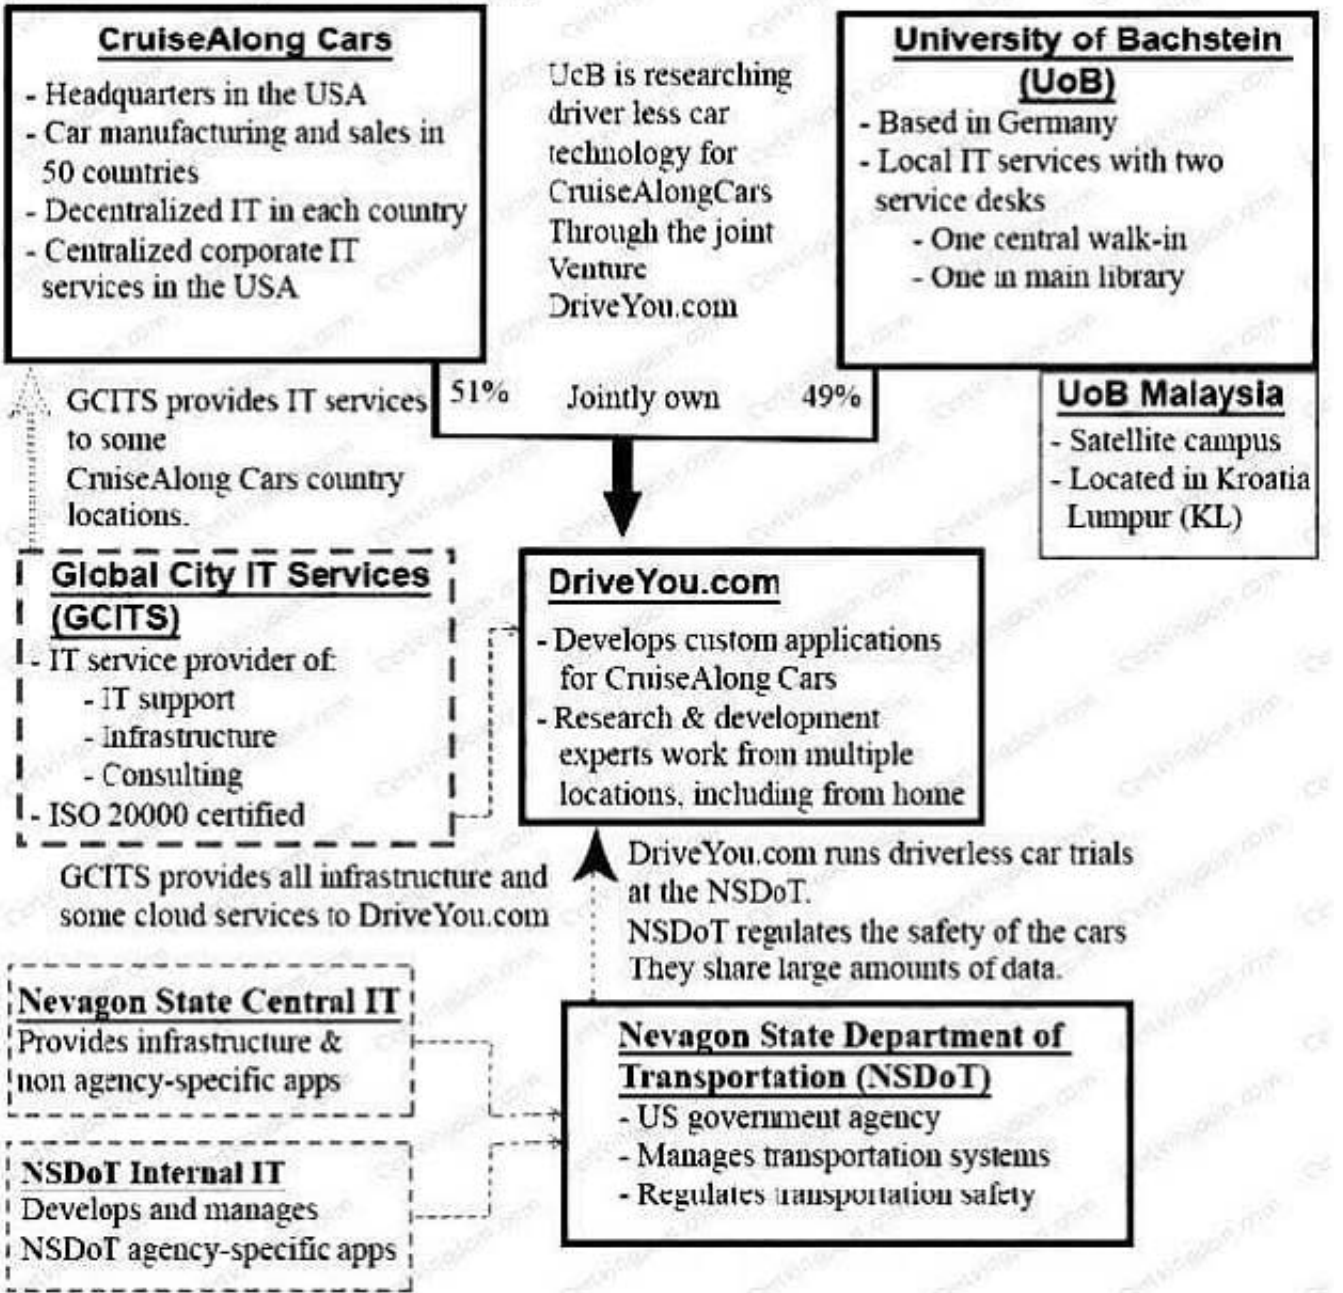 CruiseAlong Cars
- Headquarters in the USA
- Car manufacturing and sales in
50 countries
- Decentralized IT in each country
- Centralized corporate IT
services in the USA
UcB is researching
driver less car
technology for
CruiseAlongCars
Through the joint
Venture
DriveYou.com
University of Bachstein
(UoB)
- Based in Germany
- Local IT services with two
service desks
- One central walk-in
- One in main library
51% Jointly own 49%
UoB Malaysia
- Satellite campus
- Located in Kroatia
Lumpur (KL)
GCITS provides IT services
to some
CruiseAlong Cars country
locations.
Global City IT Services
(GCITS)
- IT service provider of:
- IT support
- Infrastructure
- Consulting
- ISO 20000 certified
DriveYou.com
- Develops custom applications
for CruiseAlong Cars
- Research & development
experts work from multiple
locations, including from home
GCITS provides all infrastructure and
some cloud services to DriveYou.com
DriveYou.com runs driverless car trials
at the NSDoT.
NSDoT regulates the safety of the cars
They share large amounts of data.
Nevagon State Central IT
Provides infrastructure &
non agency-specific apps
NSDoT Internal IT
Develops and manages
NSDoT agency-specific apps
Nevagon State Department of
Transportation (NSDoT)
- US government agency
- Manages transportation systems
- Regulates transportation safety